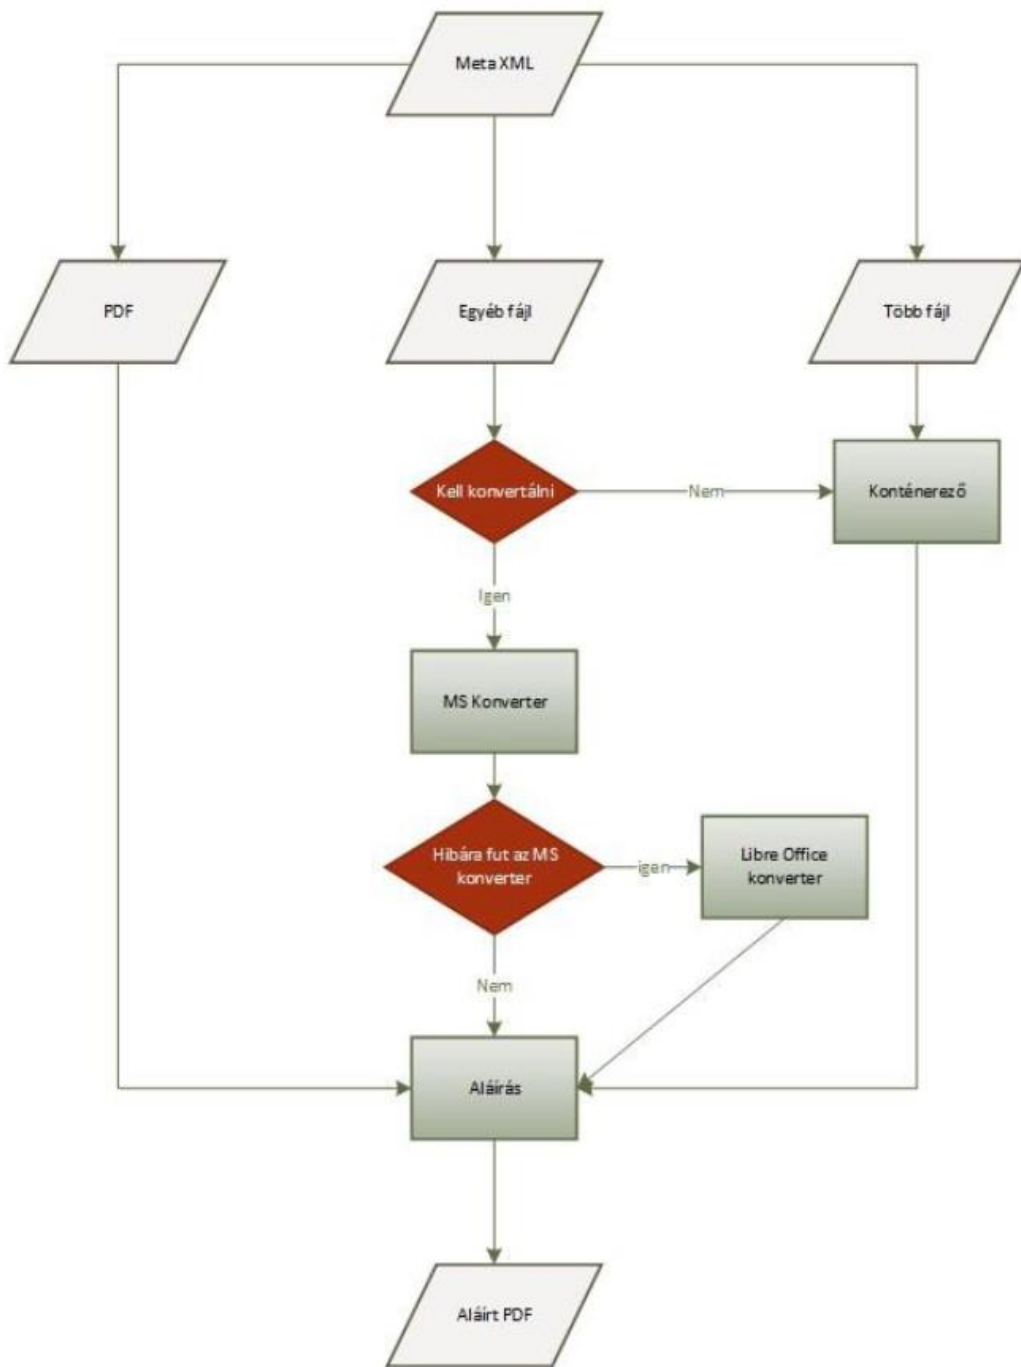 Meta XML
PDF
Egyéb fájl
Több fájl
Kell konvertálni
Nem
Konténerező
Igen
MS Konverter
Hibára fut az MS
konverter
igen
Libre Office
konverter
Nem
Aláírás
Aláírt PDF